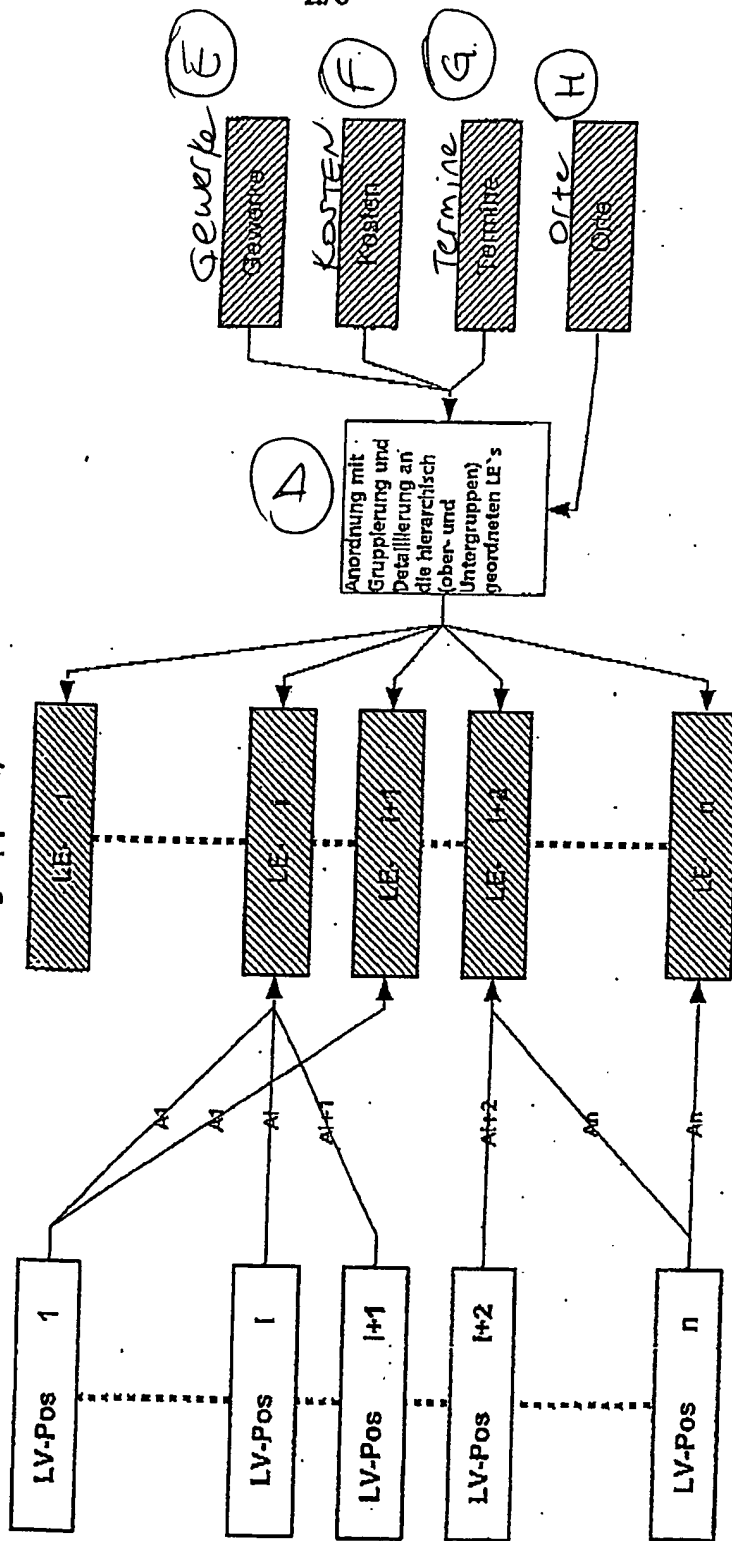 LV-Pos 1
LV-Pos i
LV-Pos i+1
LV-Pos i+2
LV-Pos n
A1
A1
Ai
Ai+1
Ai+2
An
An
LE- 1
LE- i
LE- i+1
LE- i+2
LE- n
D
Anordnung mit
Gruppierung und
Detaillierung an
die hierarchisch
(ober- und
Untergruppen)
geordneten LE`s
Gewerke E
Gewerke
KOSTEN F.
Kosten
Termine G.
Termine
Orte H
Orte